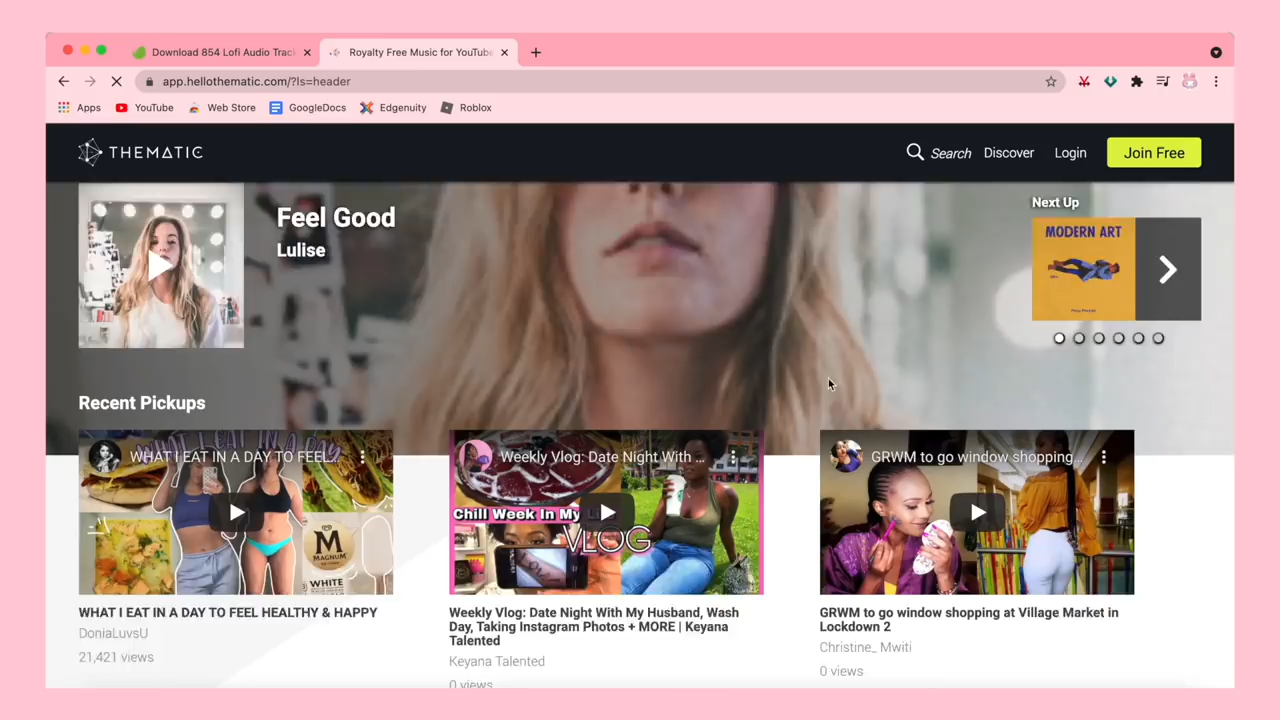 Download 854 Lofi Audio Trac
Royalty Free Music for YouTube
app.hellothematic.com/?ls=header
Apps
YouTube
Web Store
GoogleDocs
Edgenuity
Roblox
THEMATIC
Search
Discover
Login
Join Free
Feel Good
Lulise
Next Up
MODERN ART
Recent Pickups
WHAT I EAT IN A DAY TO FEEL...
MAGNUM
WHITE
Weekly Vlog: Date Night With ...
Chill Week In My Li
VLOG
GRWM to go window shopping...
WHAT I EAT IN A DAY TO FEEL HEALTHY & HAPPY
DoniaLuvsU
21,421 views
Weekly Vlog: Date Night With My Husband, Wash
Day, Taking Instagram Photos + MORE | Keyana
Talented
Keyana Talented
0 views
GRWM to go window shopping at Village Market in
Lockdown 2
Christine_ Mwiti
0 views